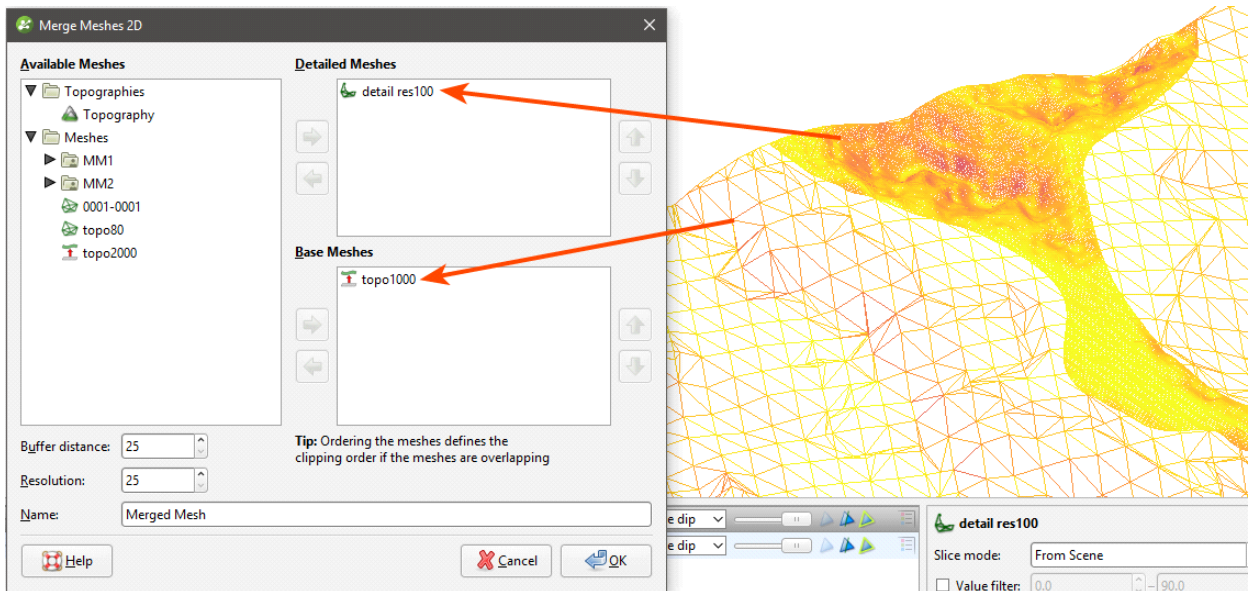 Merge Meshes 2D
Available Meshes
Topographies
Topography
Meshes
MM1
MM2
0001-0001
topo80
topo2000
Detailed Meshes
detail res100
Base Meshes
topo1000
Buffer distance: 25
Resolution: 25
Tip: Ordering the meshes defines the
clipping order if the meshes are overlapping
Name: Merged Mesh
Help
Cancel
OK
e dip
e dip
detail res100
Slice mode: From Scene
Value filter: 0.0 – 90.0